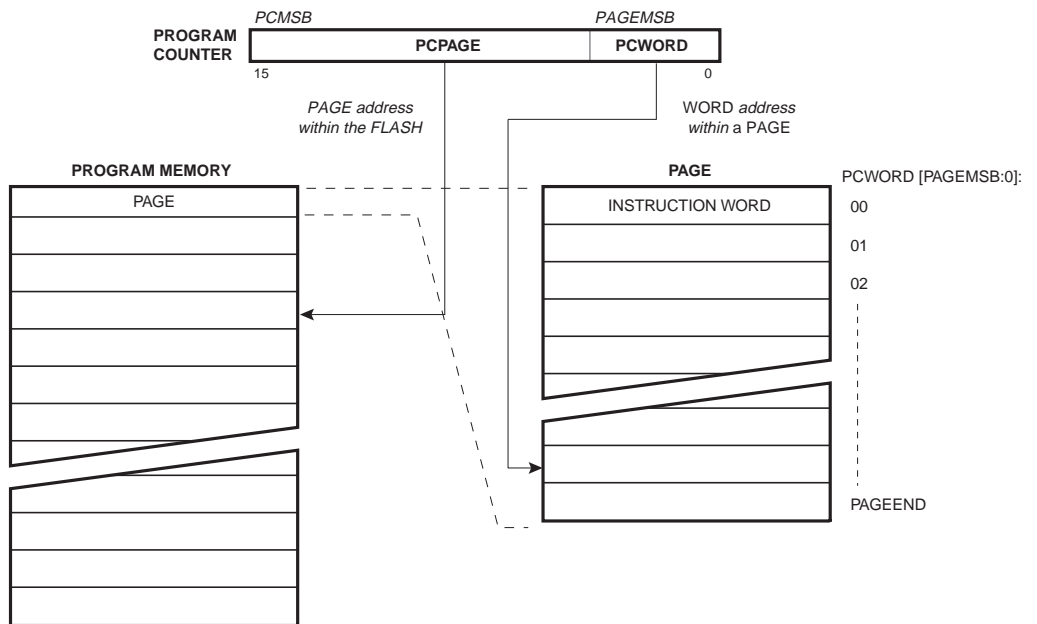 PCMSB
PAGEMSB
PROGRAM
COUNTER
PCPAGE
PCWORD
15
0
PAGE address
within the FLASH
WORD address
within a PAGE
PROGRAM MEMORY
PAGE
PAGE
INSTRUCTION WORD
PCWORD [PAGEMSB:0]:
00
01
02
PAGEEND